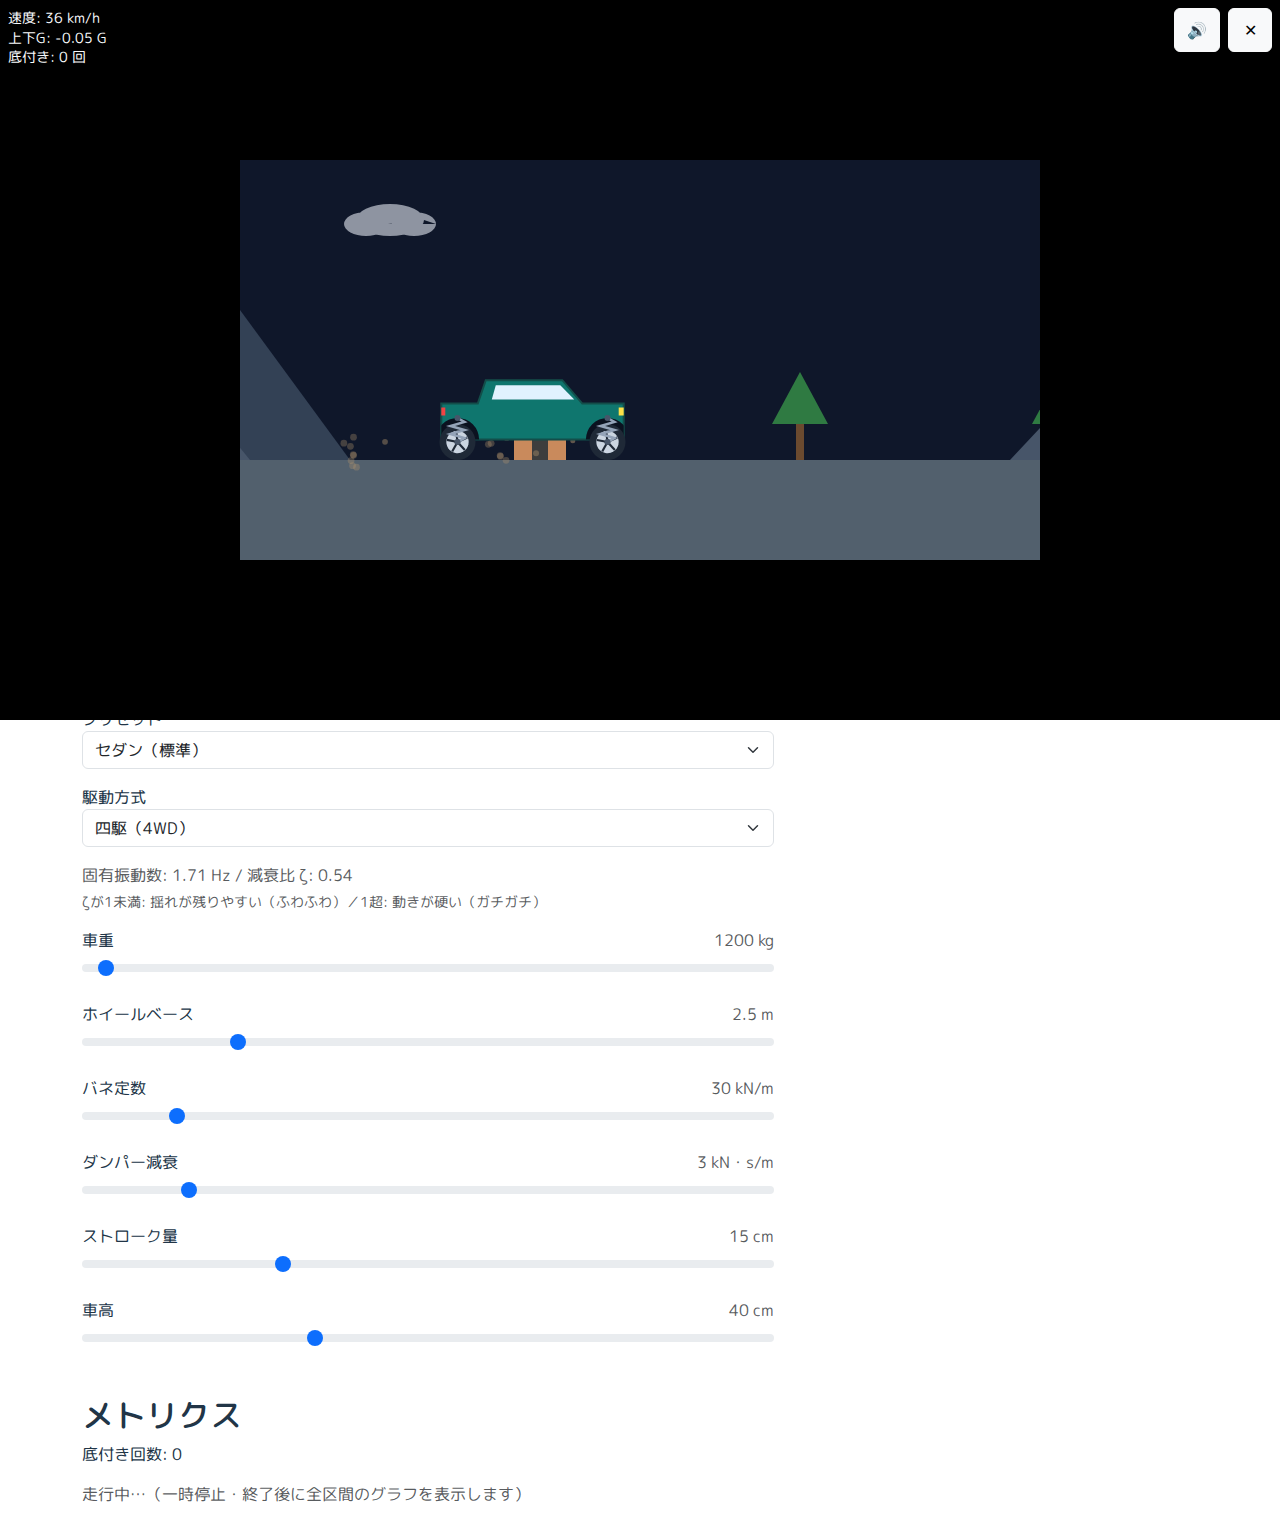 速度: 36 km/h
上下G: -0.05 G
底付き: 0 回
セダン（標準）
駆動方式
四駆（4WD）
固有振動数: 1.71 Hz / 減衰比 ζ: 0.54
ζが1未満: 揺れが残りやすい（ふわふわ）／1超: 動きが硬い（ガチガチ）
車重 1200 kg
ホイールベース 2.5 m
バネ定数 30 kN/m
ダンパー減衰 3 kN・s/m
ストローク量 15 cm
車高 40 cm
メトリクス
底付き回数: 0
走行中…（一時停止・終了後に全区間のグラフを表示します）